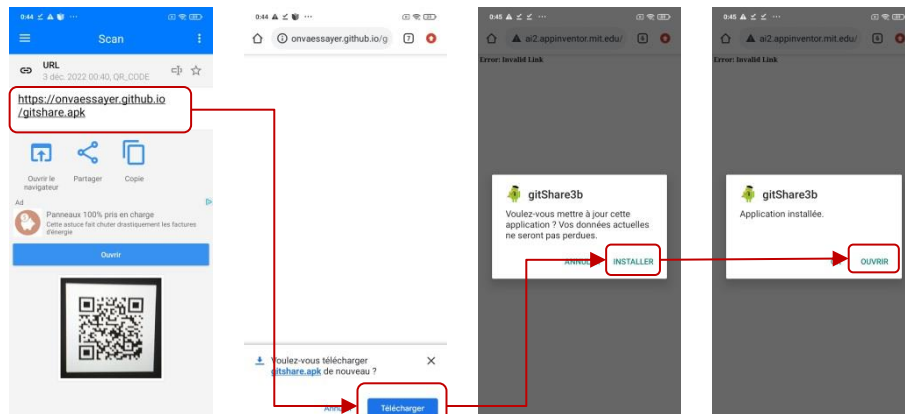 0:44
Scan
URL
3 déc. 2022 00:40, QR_CODE
https://onvaessayer.github.io
/gitshare.apk
Ouvrir le
navigateur
Partager
Copie
Ad
Panneaux 100% pris en charge
Cette astuce fait chuter drastiquement les factures
d'énergie
Ouvrir
0:44
onvaessayer.github.io/g
7
Voulez-vous télécharger
gitshare.apk de nouveau ?
Télécharger
0:45
ai2.appinventor.mit.edu/
6
Error: Invalid Link
gitShare3b
Voulez-vous mettre à jour cette
application ? Vos données actuelles
ne seront pas perdues.
INSTALLER
0:45
ai2.appinventor.mit.edu/
6
Error: Invalid Link
gitShare3b
Application installée.
OUVRIR